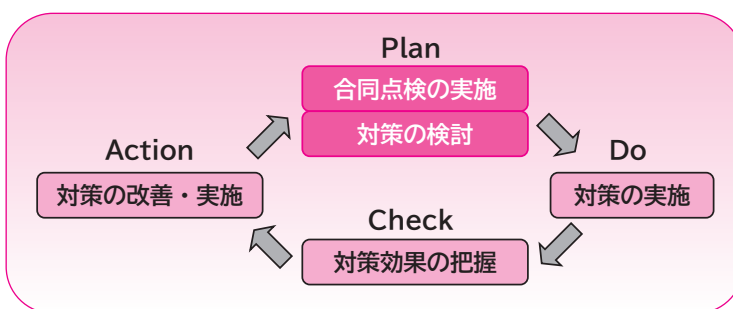 Plan
合同点検の実施
対策の検討
Action
Do
対策の改善・実施
対策の実施
Check
対策効果の把握